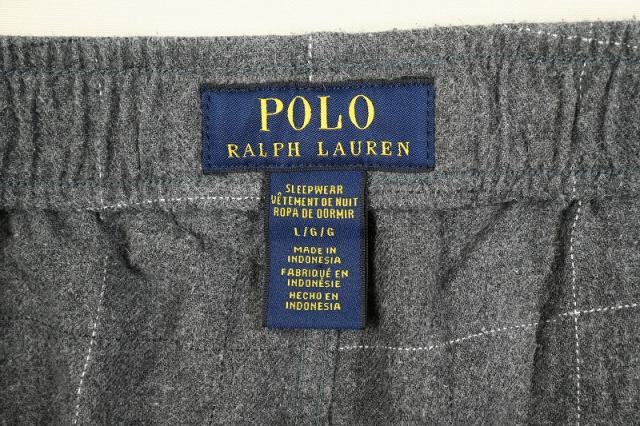 POLO
RALPH LAUREN
SLEEPWEAR
VÊTEMENT DE NUIT
ROPA DE DORMIR
L/G/G
MADE IN
INDONESIA
FABRIQUÉ EN
INDONÉSIE
HECHO EN
INDONESIA